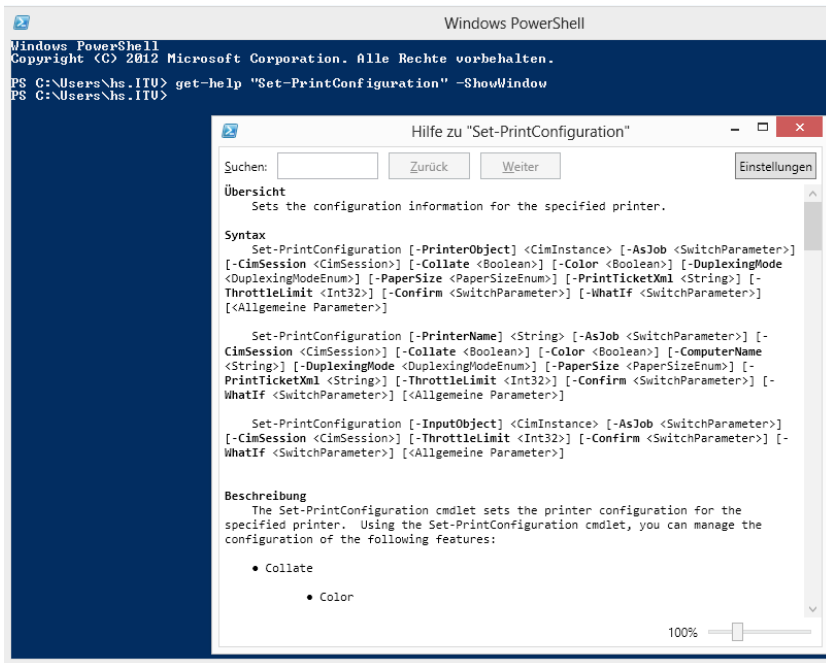 Windows PowerShell
Windows PowerShell
Copyright (C) 2012 Microsoft Corporation. Alle Rechte vorbehalten.
PS C:\Users\hs.ITV> get-help "Set-PrintConfiguration" -ShowWindow
PS C:\Users\hs.ITV>
Hilfe zu "Set-PrintConfiguration"
Suchen: Zurück Weiter Einstellungen
Übersicht
Sets the configuration information for the specified printer.
Syntax
Set-PrintConfiguration [-PrinterObject] <CimInstance> [-AsJob <SwitchParameter>]
[-CimSession <CimSession>] [-Collate <Boolean>] [-Color <Boolean>] [-DuplexingMode
<DuplexingModeEnum>] [-PaperSize <PaperSizeEnum>] [-PrintTicketXml <String>] [-
ThrottleLimit <Int32>] [-Confirm <SwitchParameter>] [-WhatIf <SwitchParameter>]
[<Allgemeine Parameter>]
Set-PrintConfiguration [-PrinterName] <String> [-AsJob <SwitchParameter>] [-
CimSession <CimSession>] [-Collate <Boolean>] [-Color <Boolean>] [-ComputerName
<String>] [-DuplexingMode <DuplexingModeEnum>] [-PaperSize <PaperSizeEnum>] [-
PrintTicketXml <String>] [-ThrottleLimit <Int32>] [-Confirm <SwitchParameter>] [-
WhatIf <SwitchParameter>] [<Allgemeine Parameter>]
Set-PrintConfiguration [-InputObject] <CimInstance> [-AsJob <SwitchParameter>]
[-CimSession <CimSession>] [-ThrottleLimit <Int32>] [-Confirm <SwitchParameter>] [-
WhatIf <SwitchParameter>] [<Allgemeine Parameter>]
Beschreibung
The Set-PrintConfiguration cmdlet sets the printer configuration for the
specified printer.  Using the Set-PrintConfiguration cmdlet, you can manage the
configuration of the following features:
• Collate
• Color
100%